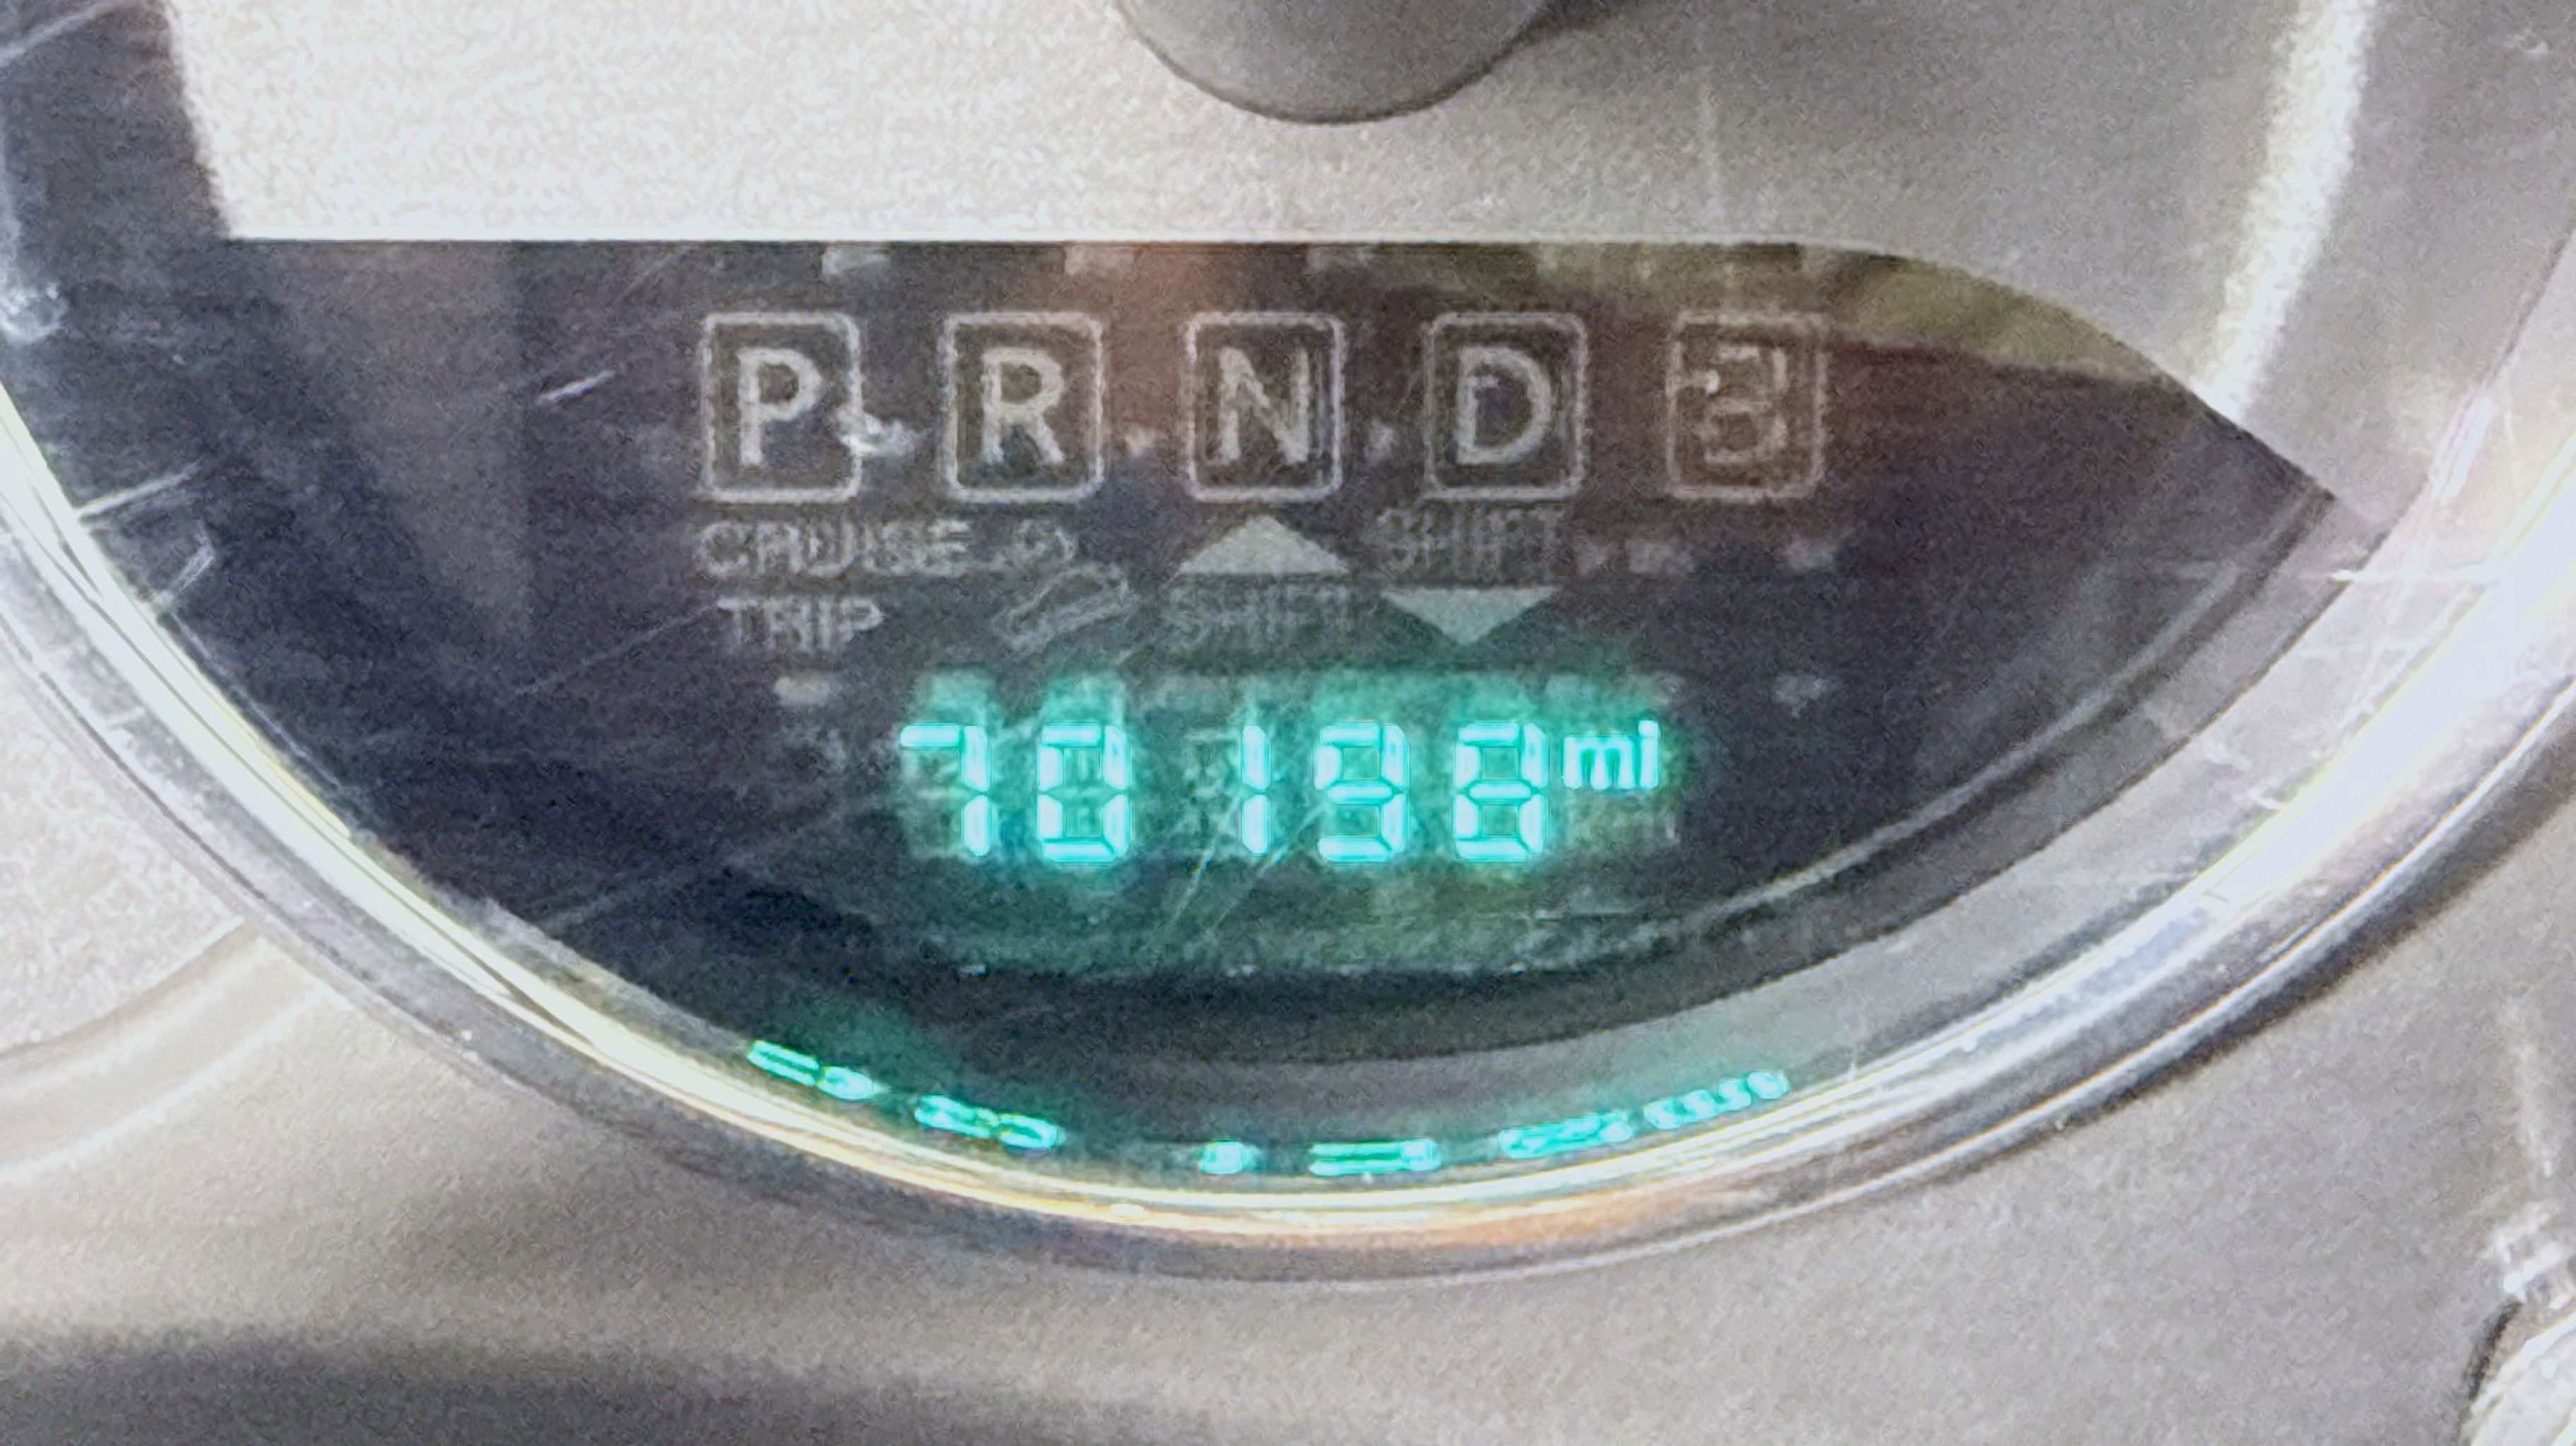 P R N D 3
CRUISE SHIFT
TRIP SHIFT
70198 mi